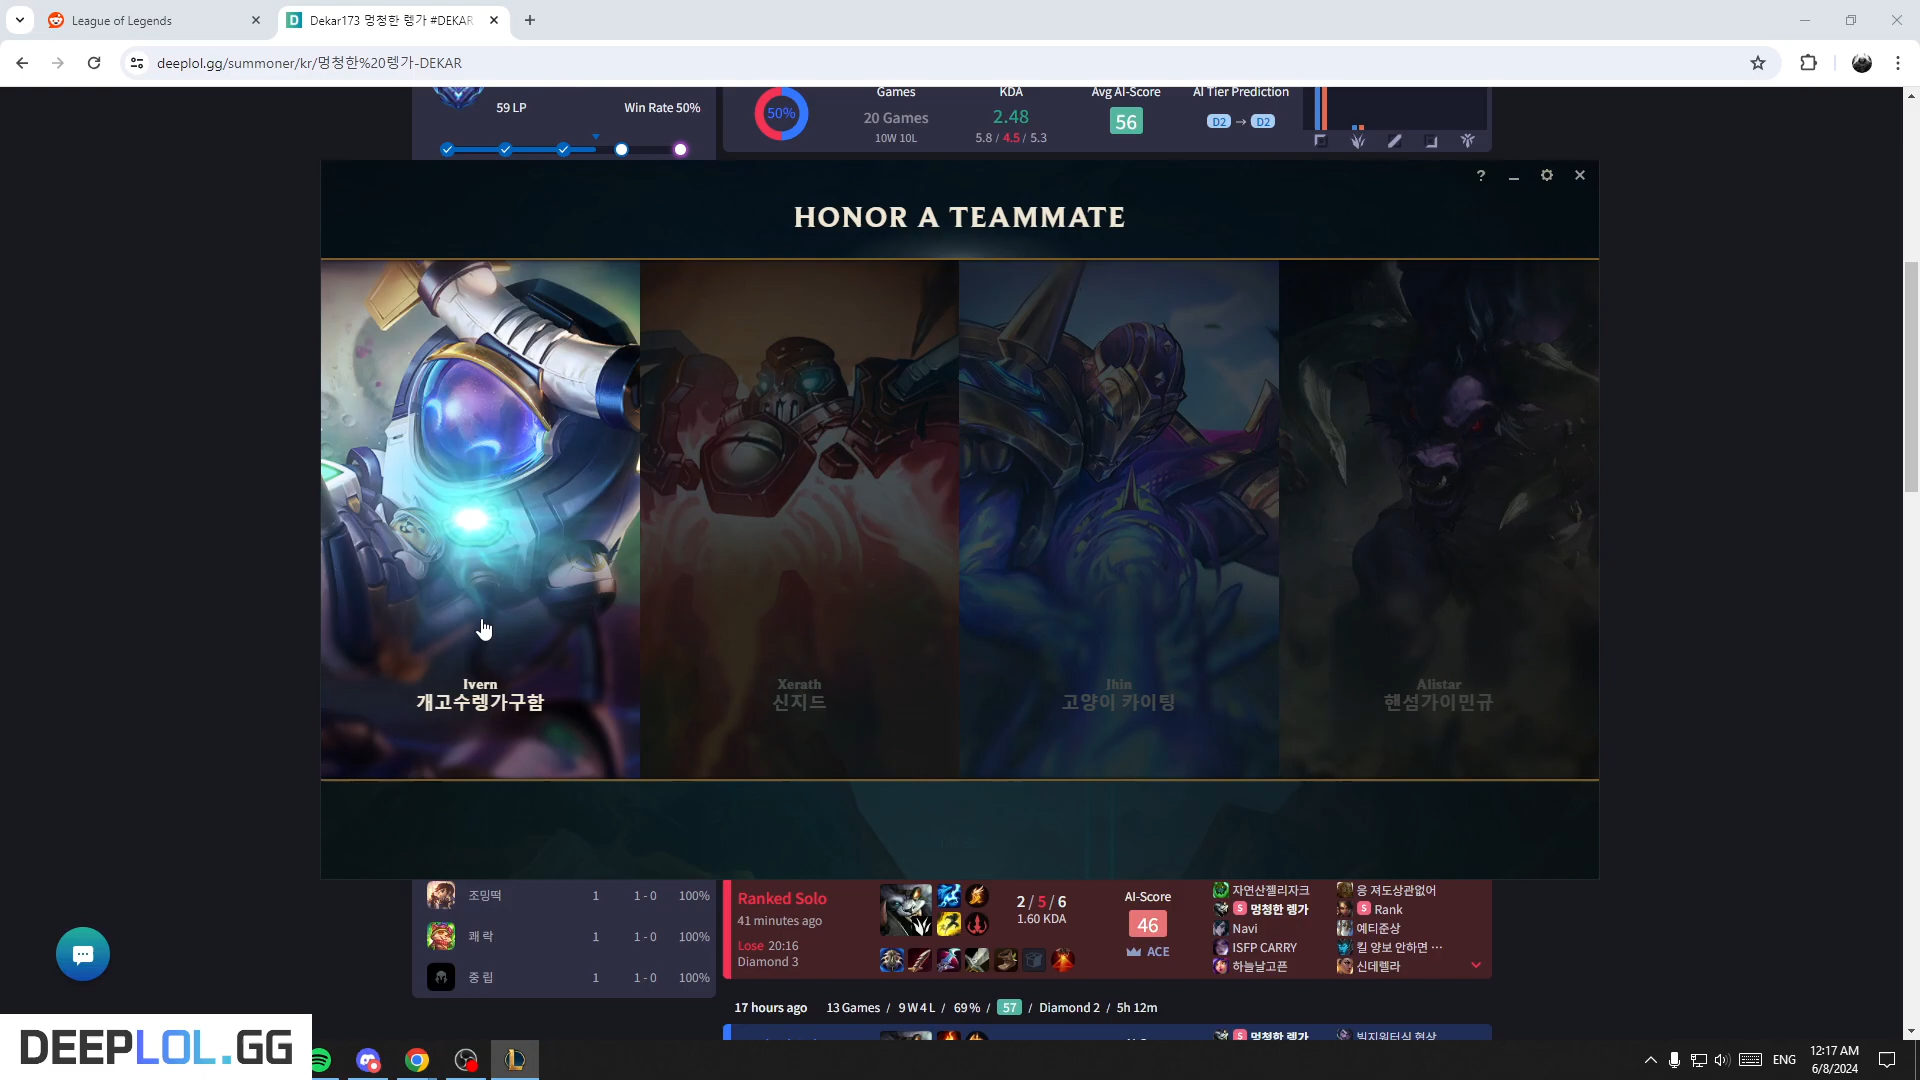 League of Legends
Dekar173 멍청한 렝가 #DEKAR
deeplol.gg/summoner/kr/멍청한%20렝가-DEKAR
59 LP
Win Rate 50%
50%
Games
20 Games
10W 10L
KDA
2.48
5.8 / 4.5 / 5.3
Avg AI-Score
56
AI Tier Prediction
D2 → D2
HONOR A TEAMMATE
Ivern
개고수렝가구함
Xerath
신지드
Jhin
고양이 카이팅
Alistar
핸섬가이민규
조밍떡 1 1 - 0 100%
쾌 락 1 1 - 0 100%
중 립 1 1 - 0 100%
Ranked Solo
41 minutes ago
Lose 20:16
Diamond 3
2 / 5 / 6
1.60 KDA
AI-Score
46
ACE
자연산젤리자크
S 멍청한 렝가
Navi
ISFP CARRY
하늘날고픈
응 져도상관없어
S Rank
예티준상
킬 양보 안하면 ...
신데렐라
17 hours ago 13 Games / 9 W 4 L / 69 % / 57 / Diamond 2 / 5h 12m
S 멍청한 렝가
DEEPLOL.GG
ENG
12:17 AM
6/8/2024